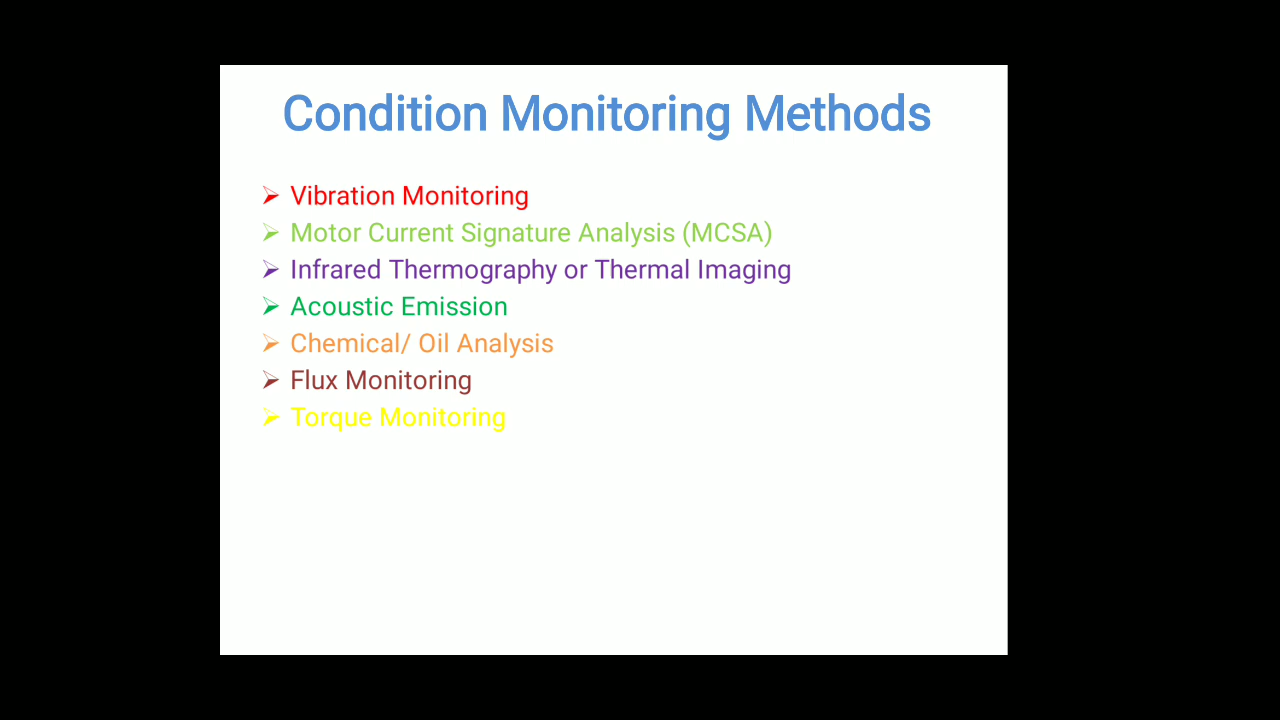 Condition Monitoring Methods
➢ Vibration Monitoring
➢ Motor Current Signature Analysis (MCSA)
➢ Infrared Thermography or Thermal Imaging
➢ Acoustic Emission
➢ Chemical/ Oil Analysis
➢ Flux Monitoring
➢ Torque Monitoring